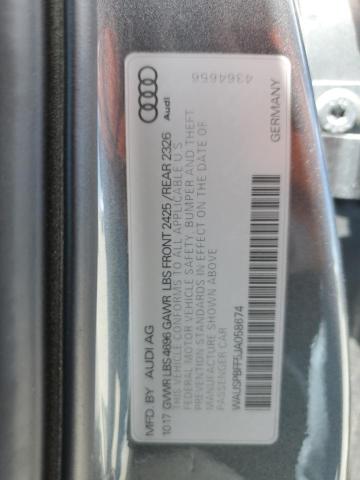 Audi
4364656
MFD BY AUDI AG
GERMANY
10 17 GVWR LBS 4696 GAWR LBS FRONT 2425 /REAR 2326
THIS VEHICLE CONFORMS TO ALL APPLICABLE U S
FEDERAL MOTOR VEHICLE SAFETY, BUMPER AND THEFT
PREVENTION STANDARDS IN EFFECT ON THE DATE OF
MANUFACTURE SHOWN ABOVE
PASSENGER CAR